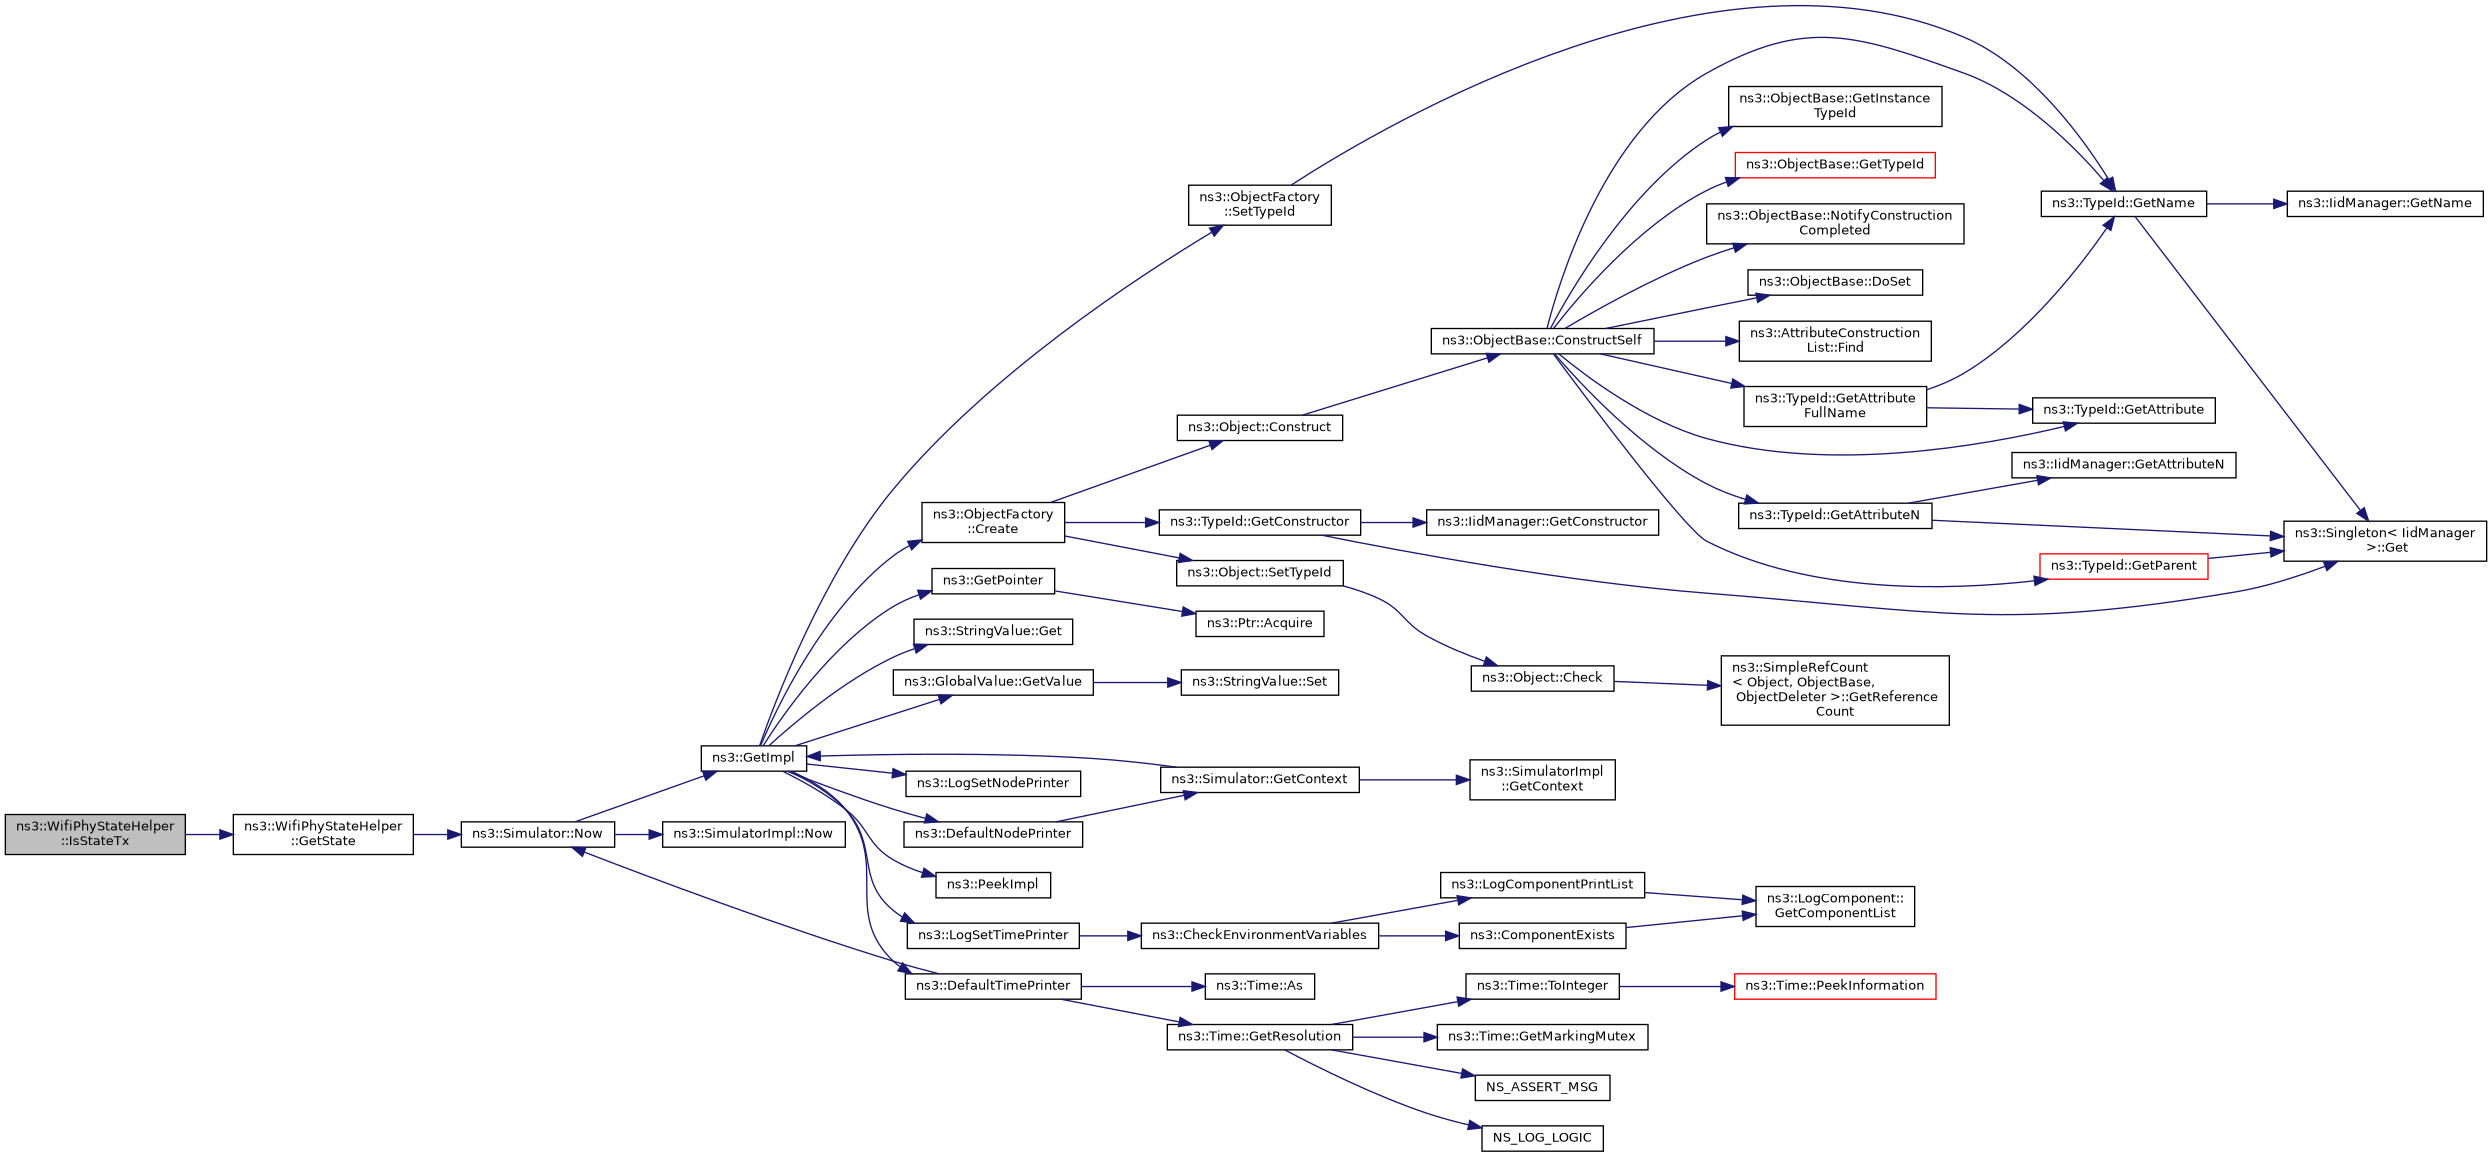 ns3::WifiPhyStateHelper
::IsStateTx
ns3::WifiPhyStateHelper
::GetState
ns3::Simulator::Now
ns3::GetImpl
ns3::SimulatorImpl::Now
ns3::ObjectFactory
::SetTypeId
ns3::ObjectFactory
::Create
ns3::GetPointer
ns3::StringValue::Get
ns3::GlobalValue::GetValue
ns3::LogSetNodePrinter
ns3::DefaultNodePrinter
ns3::PeekImpl
ns3::LogSetTimePrinter
ns3::DefaultTimePrinter
ns3::Object::Construct
ns3::TypeId::GetConstructor
ns3::Object::SetTypeId
ns3::Ptr::Acquire
ns3::StringValue::Set
ns3::Simulator::GetContext
ns3::CheckEnvironmentVariables
ns3::Time::As
ns3::Time::GetResolution
ns3::ObjectBase::ConstructSelf
ns3::IidManager::GetConstructor
ns3::Object::Check
ns3::SimulatorImpl
::GetContext
ns3::LogComponentPrintList
ns3::ComponentExists
ns3::Time::ToInteger
ns3::Time::GetMarkingMutex
NS_ASSERT_MSG
NS_LOG_LOGIC
ns3::ObjectBase::GetInstance
TypeId
ns3::ObjectBase::GetTypeId
ns3::ObjectBase::NotifyConstruction
Completed
ns3::ObjectBase::DoSet
ns3::AttributeConstruction
List::Find
ns3::TypeId::GetAttribute
FullName
ns3::TypeId::GetAttributeN
ns3::SimpleRefCount
< Object, ObjectBase,
ObjectDeleter >::GetReference
Count
ns3::LogComponent::
GetComponentList
ns3::Time::PeekInformation
ns3::TypeId::GetName
ns3::TypeId::GetAttribute
ns3::IidManager::GetAttributeN
ns3::TypeId::GetParent
ns3::IidManager::GetName
ns3::Singleton< IidManager
>::Get